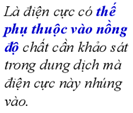 Là điện cực có thế
phụ thuộc vào nồng
độ chất cần khảo sát
trong dung dịch mà
điện cực này nhúng
vào.